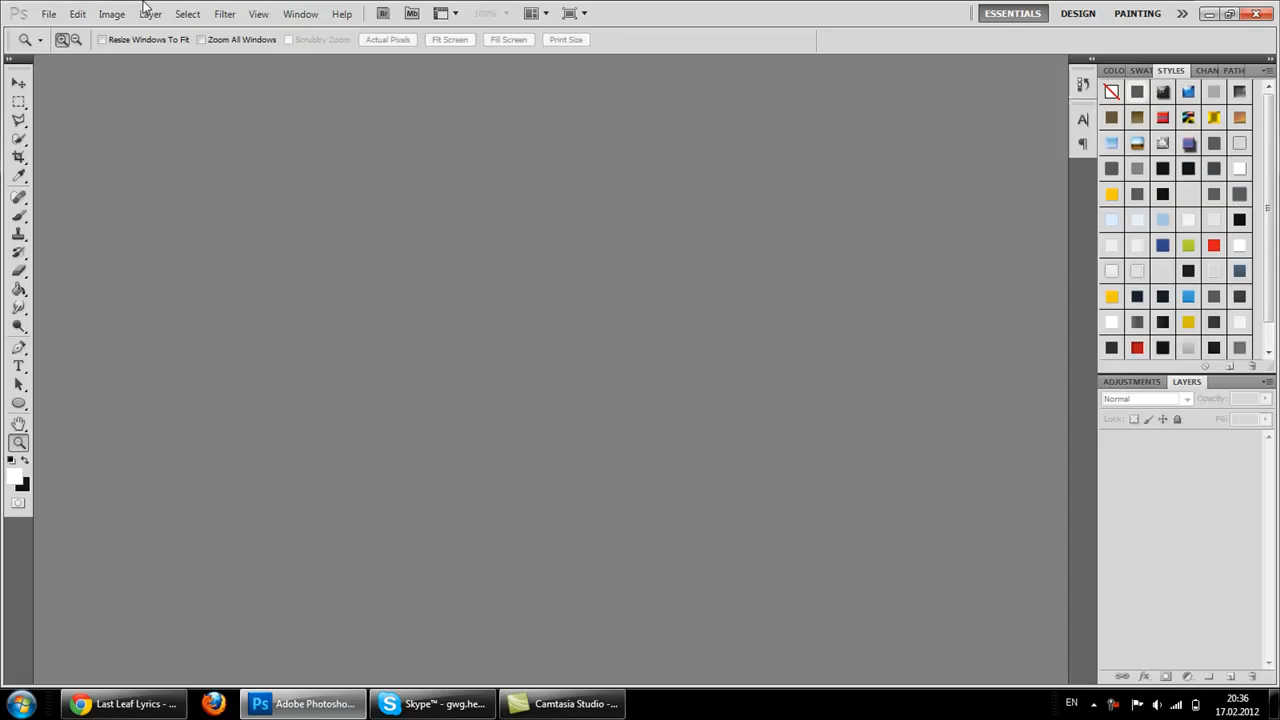 Ps File Edit Image Layer Select Filter View Window Help Br Mb 100% ESSENTIALS DESIGN PAINTING
Resize Windows To Fit Zoom All Windows Scrubby Zoom Actual Pixels Fit Screen Fill Screen Print Size
COLO SWAT STYLES CHAN PATH
ADJUSTMENTS LAYERS
Normal Opacity:
Lock: Fill:
Last Leaf Lyrics - ... Ps Adobe Photosho... Skype™ - gwg.he... Camtasia Studio - ... EN 20:36
17.02.2012